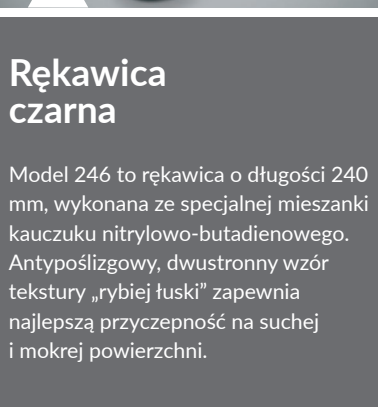 Rękawica
czarna
Model 246 to rękawica o długości 240
mm, wykonana ze specjalnej mieszanki
kauczuku nitrylowo-butadienowego.
Antypoślizgowy, dwustronny wzór
tekstury „rybiej łuski” zapewnia
najlepszą przyczepność na suchej
i mokrej powierzchni.